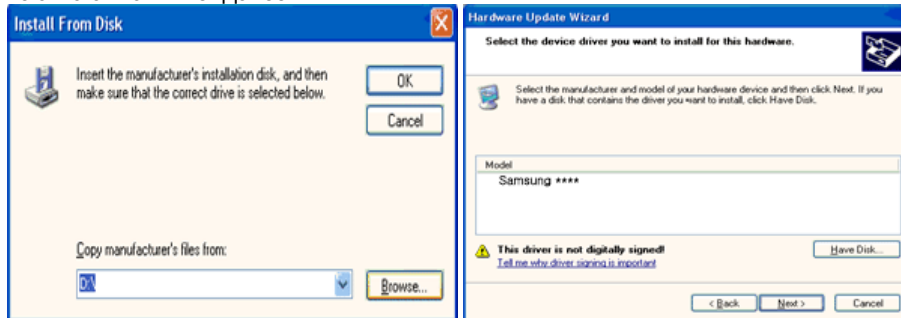 Install From Disk
Insert the manufacturer's installation disk, and then
make sure that the correct drive is selected below.
OK
Cancel
Copy manufacturer's files from:
D:\
Browse...
Hardware Update Wizard
Select the device driver you want to install for this hardware.
Select the manufacturer and model of your hardware device and then click Next. If you
have a disk that contains the driver you want to install, click Have Disk.
Model
Samsung ****
This driver is not digitally signed!
Tell me why driver signing is important
Have Disk...
< Back
Next >
Cancel